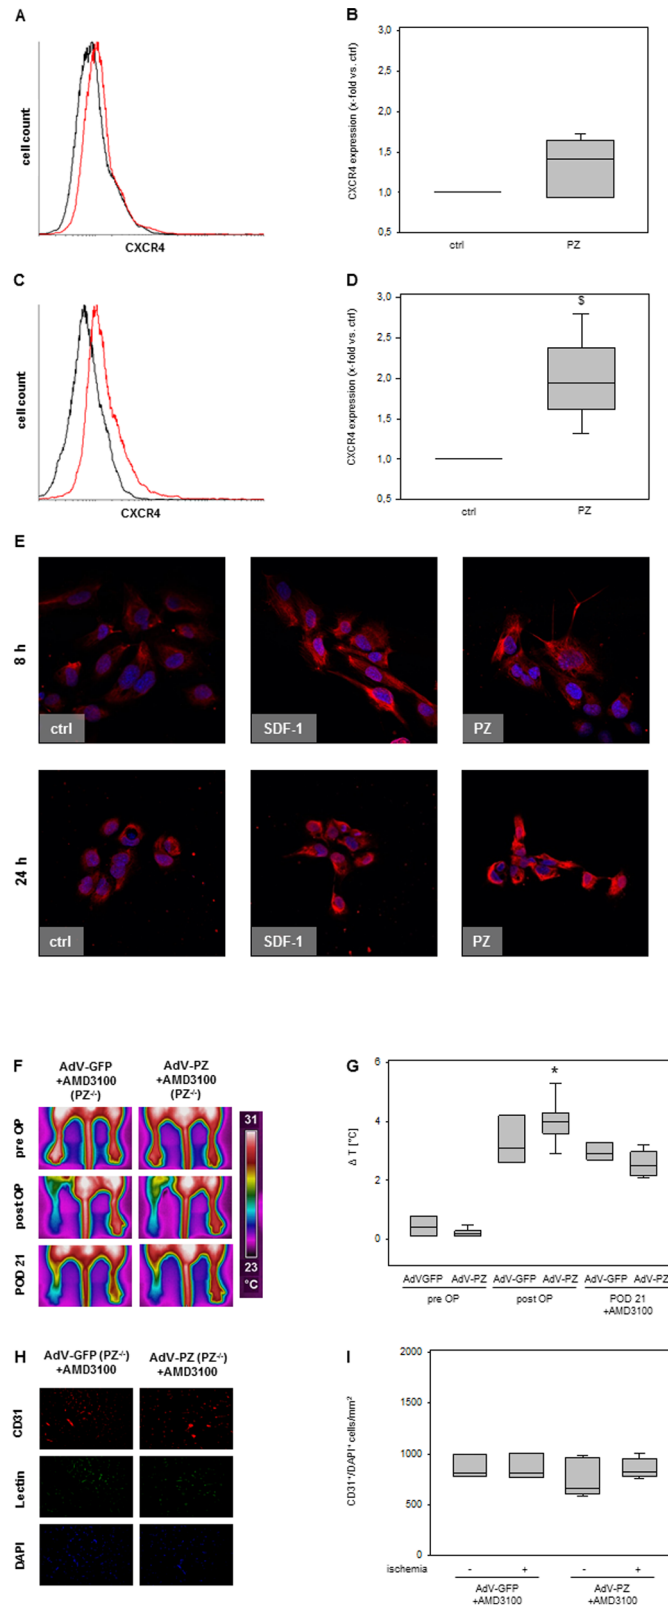 A
cell count
CXCR4
B
CXCR4 expression (x-fold vs. ctrl)
3,0
2,5
2,0
1,5
1,0
0,5
ctrl PZ
C
cell count
CXCR4
D
CXCR4 expression (x-fold vs. ctrl)
3,0
2,5
2,0
1,5
1,0
0,5
$
ctrl PZ
E
8 h
ctrl SDF-1 PZ
24 h
ctrl SDF-1 PZ
F
AdV-GFP +AMD3100 (PZ-/-)
AdV-PZ +AMD3100 (PZ-/-)
pre OP
post OP
POD 21
31
23
°C
G
Δ T [°C]
6
4
2
0
*
AdVGFP AdV-PZ AdV-GFP AdV-PZ AdV-GFP AdV-PZ
pre OP post OP POD 21
+AMD3100
H
AdV-GFP (PZ-/-) +AMD3100
AdV-PZ (PZ-/-) +AMD3100
CD31
Lectin
DAPI
I
CD31+/DAPI+ cells/mm2
2000
1500
1000
500
0
ischemia - + - +
AdV-GFP AdV-PZ
+AMD3100 +AMD3100